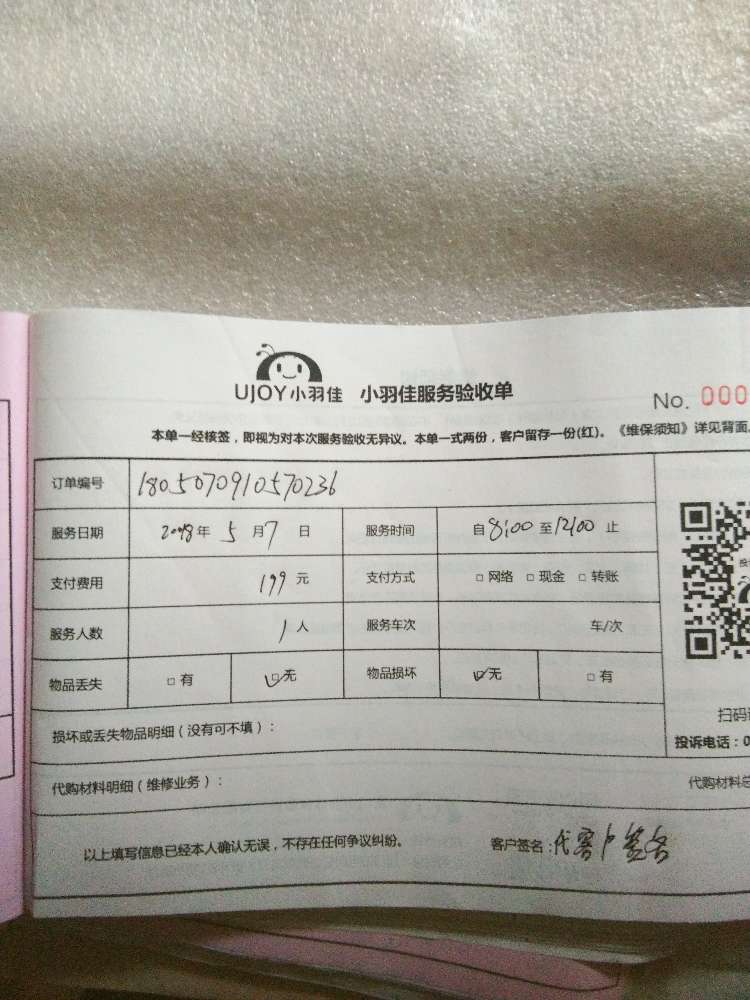 UJOY小羽佳 小羽佳服务验收单
No. 000
本单一经核签，即视为对本次服务验收无异议。本单一式两份，客户留存一份(红)。《维保须知》详见背面
订单编号 1805070910570236
服务日期 2018年 5月7日 服务时间 自8:00至12:00止
支付费用 199元 支付方式 □网络 □现金 □转账
服务人数 1人 服务车次 车/次
物品丢失 □有 ☑无 物品损坏 ☑无 □有
损坏或丢失物品明细（没有可不填）：
扫码
投诉电话：0
代购材料明细（维修业务）： 代购材料总
以上填写信息已经本人确认无误，不存在任何争议纠纷。 客户签名：代客户签名